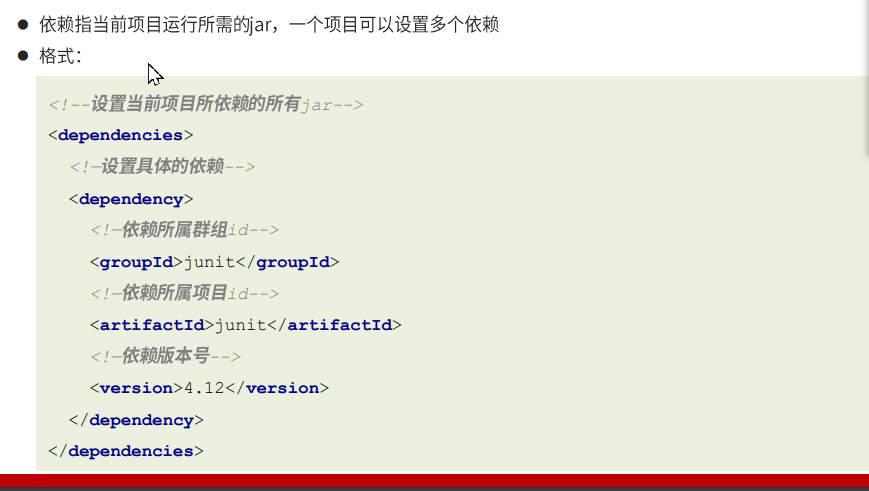 ● 依赖指当前项目运行所需的jar，一个项目可以设置多个依赖
● 格式：
<!--设置当前项目所依赖的所有jar-->
<dependencies>
<!—设置具体的依赖-->
<dependency>
<!—依赖所属群组id-->
<groupId>junit</groupId>
<!—依赖所属项目id-->
<artifactId>junit</artifactId>
<!—依赖版本号-->
<version>4.12</version>
</dependency>
</dependencies>